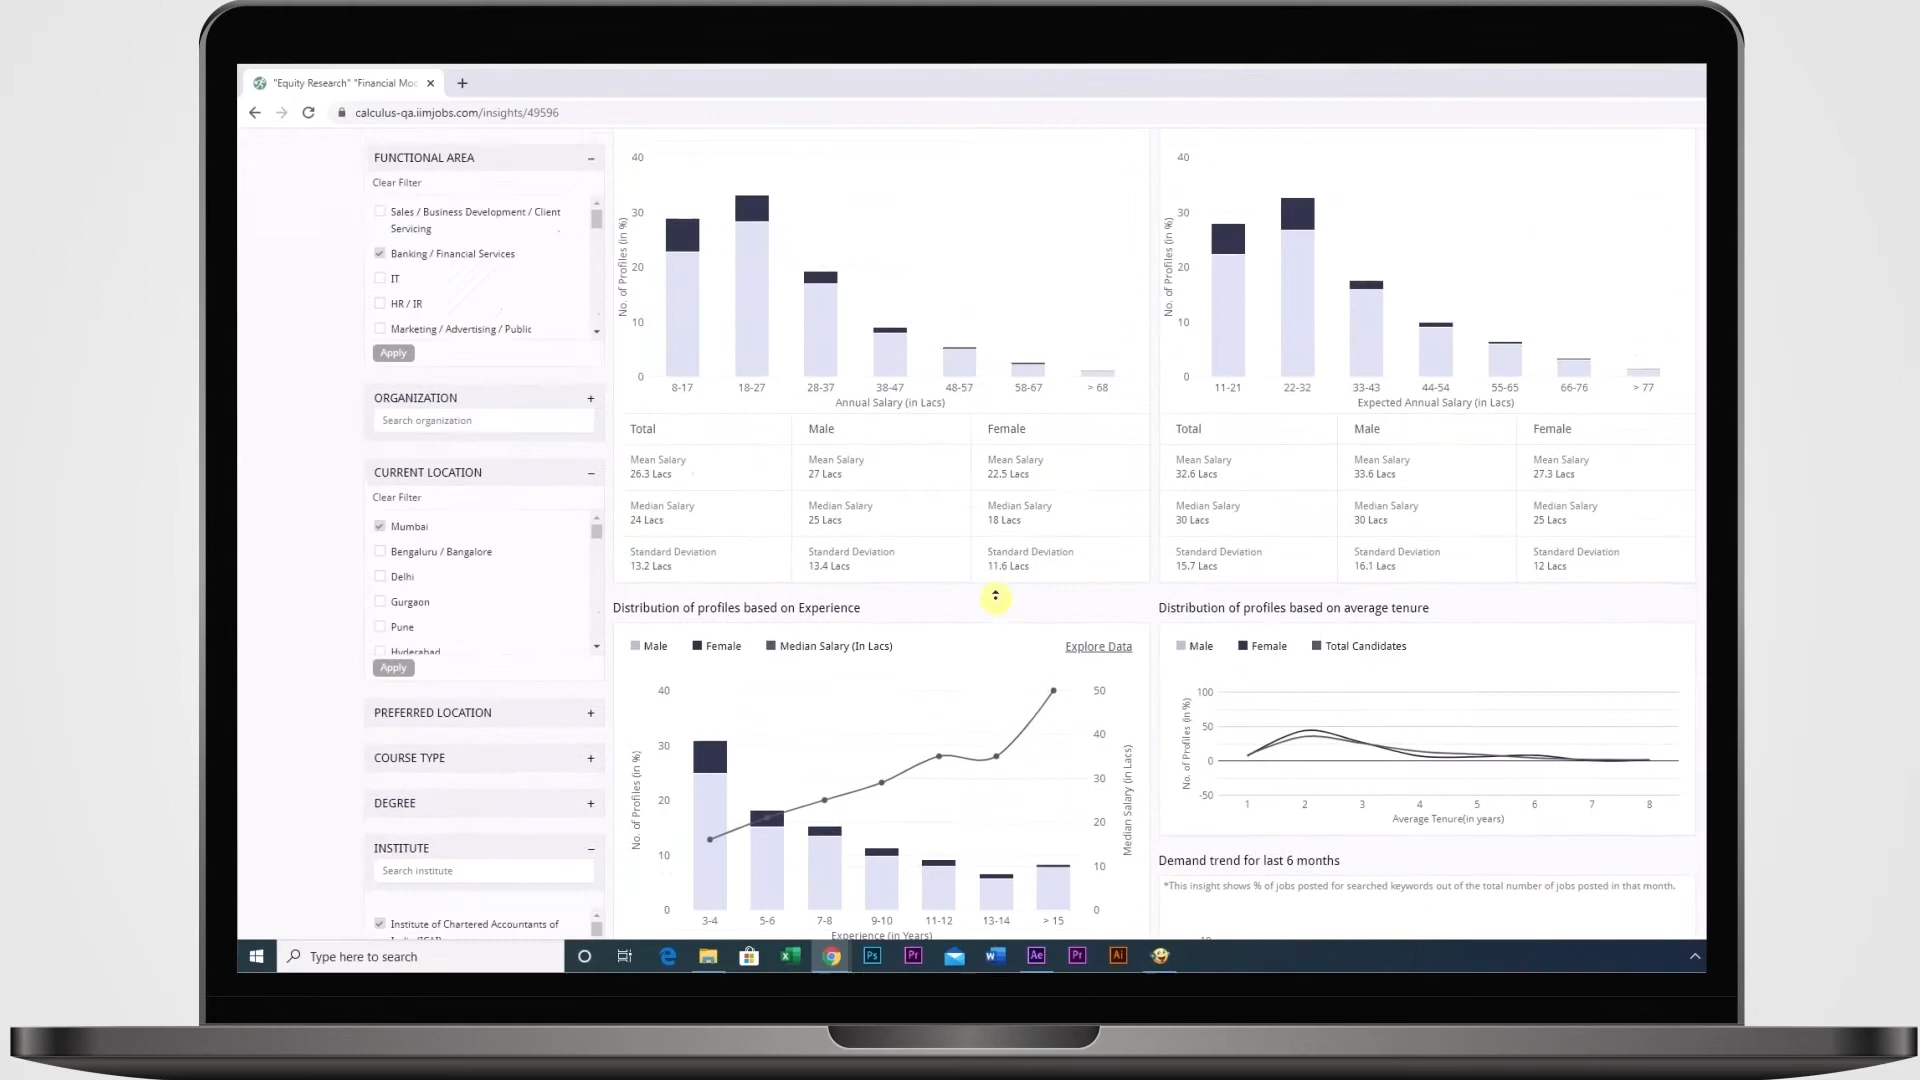 "Equity Research" "Financial Moc
calculus-qa.iimjobs.com/insights/49596
FUNCTIONAL AREA
Clear Filter
Sales / Business Development / Client
Servicing
Banking / Financial Services
IT
HR / IR
Marketing / Advertising / Public
Apply
ORGANIZATION
Search organization
CURRENT LOCATION
Clear Filter
Mumbai
Bengaluru / Bangalore
Delhi
Gurgaon
Pune
Hyderabad
Apply
PREFERRED LOCATION
COURSE TYPE
DEGREE
INSTITUTE
Search institute
Institute of Chartered Accountants of
40
30
20
10
0
No. of Profiles (in %)
8-17 18-27 28-37 38-47 48-57 58-67 > 68
Annual Salary (in Lacs)
Total Male Female
Mean Salary Mean Salary Mean Salary
26.3 Lacs 27 Lacs 22.5 Lacs
Median Salary Median Salary Median Salary
24 Lacs 25 Lacs 18 Lacs
Standard Deviation Standard Deviation Standard Deviation
13.2 Lacs 13.4 Lacs 11.6 Lacs
40
30
20
10
0
No. of Profiles (in %)
11-21 22-32 33-43 44-54 55-65 66-76 > 77
Expected Annual Salary (in Lacs)
Total Male Female
Mean Salary Mean Salary Mean Salary
32.6 Lacs 33.6 Lacs 27.3 Lacs
Median Salary Median Salary Median Salary
30 Lacs 30 Lacs 25 Lacs
Standard Deviation Standard Deviation Standard Deviation
15.7 Lacs 16.1 Lacs 12 Lacs
Distribution of profiles based on Experience
Male Female Median Salary (In Lacs) Explore Data
40 50
40
30
30
20
20
10
10
0 0
No. of Profiles (in %)
Median Salary (in Lacs)
3-4 5-6 7-8 9-10 11-12 13-14 > 15
Experience (in Years)
Distribution of profiles based on average tenure
Male Female Total Candidates
100
50
0
-50
No. of Profiles (in %)
1 2 3 4 5 6 7 8
Average Tenure(in years)
Demand trend for last 6 months
*This insight shows % of jobs posted for searched keywords out of the total number of jobs posted in that month.
10
Type here to search
Ps
Pr
Ae
Pr
Ai